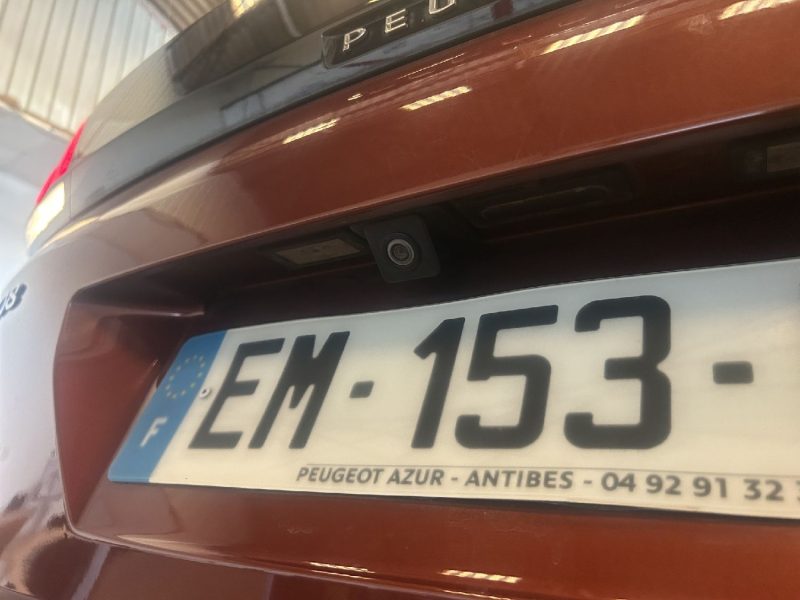 PEU
EM-153-
F
PEUGEOT AZUR - ANTIBES - 04 92 91 32